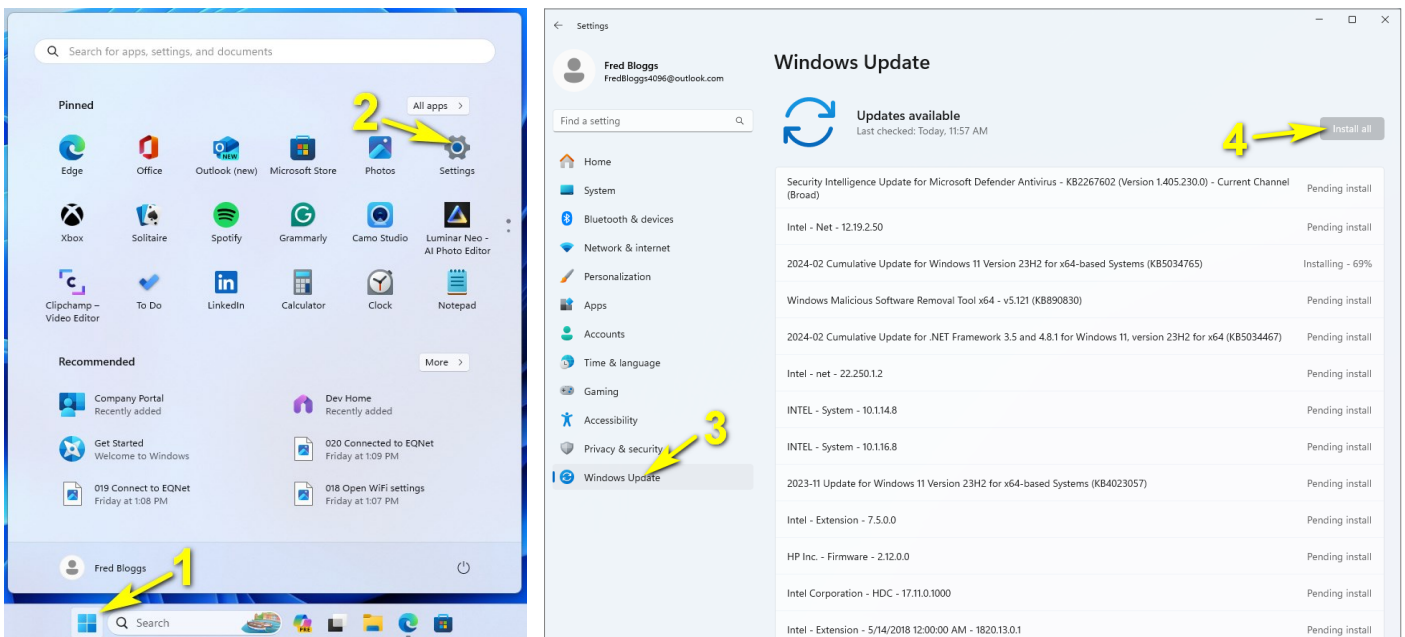 Search for apps, settings, and documents
Pinned
All apps >
2
Edge
Office
Outlook (new)
Microsoft Store
Photos
Settings
Xbox
Solitaire
Spotify
Grammarly
Camo Studio
Luminar Neo -
AI Photo Editor
Clipchamp –
Video Editor
To Do
LinkedIn
Calculator
Clock
Notepad
Recommended
More >
Company Portal
Recently added
Dev Home
Recently added
Get Started
Welcome to Windows
020 Connected to EQNet
Friday at 1:09 PM
019 Connect to EQNet
Friday at 1:08 PM
018 Open WiFi settings
Friday at 1:07 PM
Fred Bloggs
1
Search
Settings
Fred Bloggs
FredBloggs4096@outlook.com
Find a setting
Home
System
Bluetooth & devices
Network & internet
Personalization
Apps
Accounts
Time & language
Gaming
Accessibility
Privacy & security
3
Windows Update
Windows Update
Updates available
Last checked: Today, 11:57 AM
4
Install all
Security Intelligence Update for Microsoft Defender Antivirus - KB2267602 (Version 1.405.230.0) - Current Channel
(Broad)
Pending install
Intel - Net - 12.19.2.50 Pending install
2024-02 Cumulative Update for Windows 11 Version 23H2 for x64-based Systems (KB5034765) Installing - 69%
Windows Malicious Software Removal Tool x64 - v5.121 (KB890830) Pending install
2024-02 Cumulative Update for .NET Framework 3.5 and 4.8.1 for Windows 11, version 23H2 for x64 (KB5034467) Pending install
Intel - net - 22.250.1.2 Pending install
INTEL - System - 10.1.14.8 Pending install
INTEL - System - 10.1.16.8 Pending install
2023-11 Update for Windows 11 Version 23H2 for x64-based Systems (KB4023057) Pending install
Intel - Extension - 7.5.0.0 Pending install
HP Inc. - Firmware - 2.12.0.0 Pending install
Intel Corporation - HDC - 17.11.0.1000 Pending install
Intel - Extension - 5/14/2018 12:00:00 AM - 1820.13.0.1 Pending install